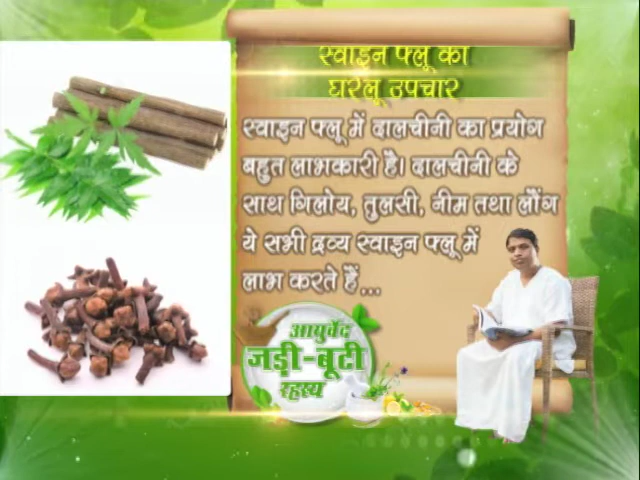 स्वाइन फ्लू का
घरेलू उपचार
स्वाइन फ्लू में दालचीनी का प्रयोग
बहुत लाभकारी है। दालचीनी के
साथ गिलोय, तुलसी, नीम तथा लौंग
ये सभी द्रव्य स्वाइन फ्लू में
लाभ करते हैं...
आयुर्वेद
जड़ी-बूटी
रहस्य